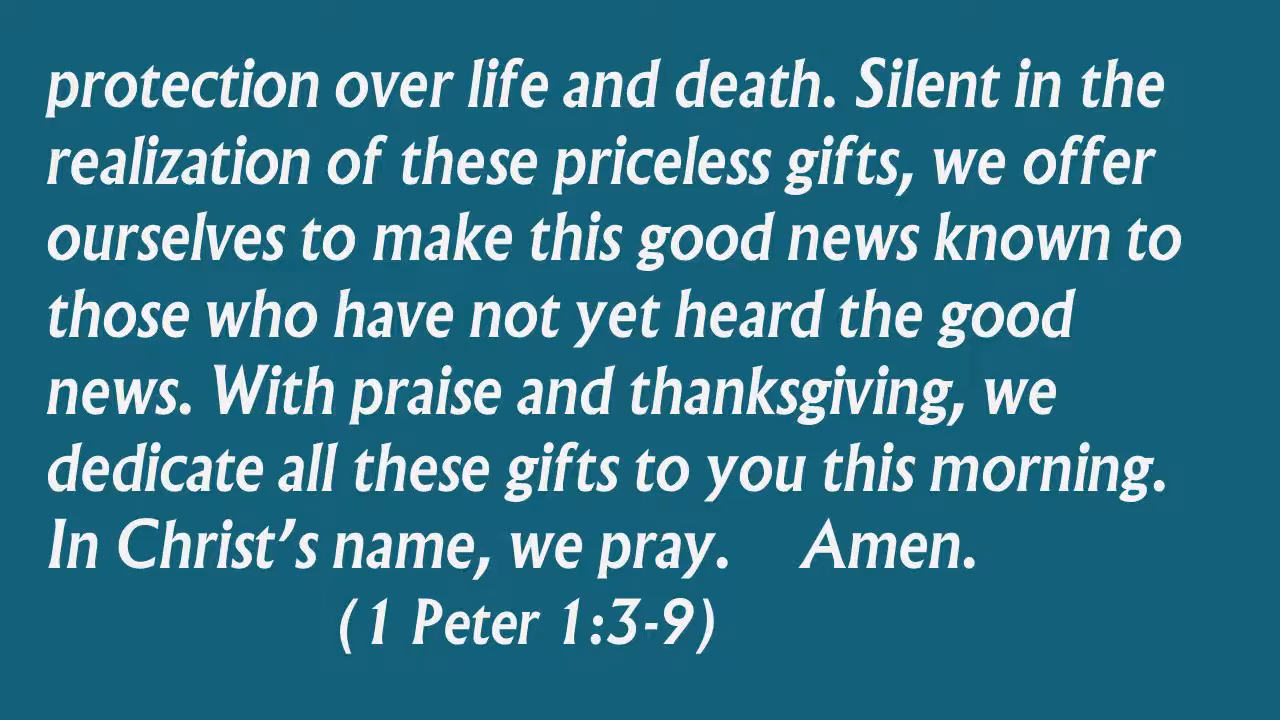 protection over life and death. Silent in the
realization of these priceless gifts, we offer
ourselves to make this good news known to
those who have not yet heard the good
news. With praise and thanksgiving, we
dedicate all these gifts to you this morning.
In Christ’s name, we pray. Amen.
(1 Peter 1:3-9)